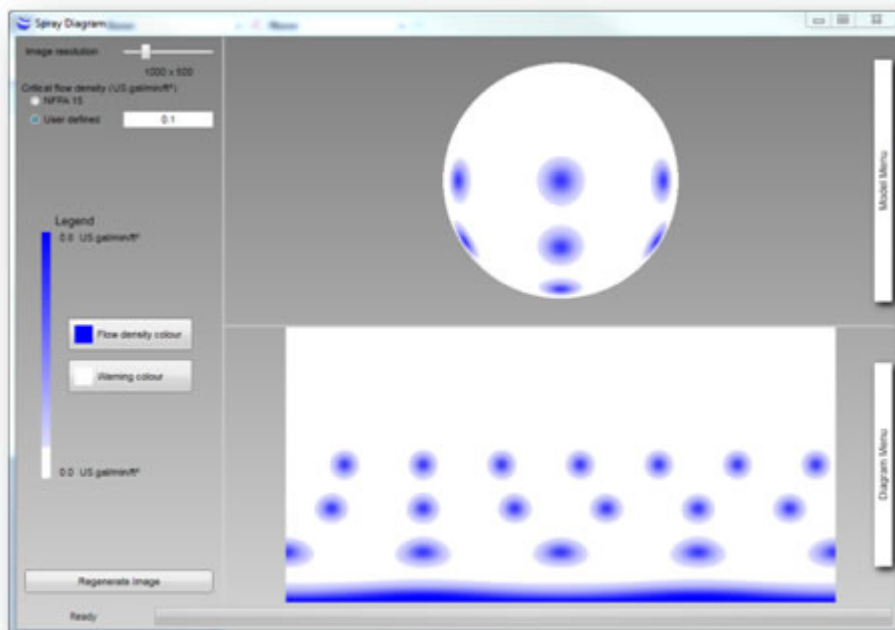 Spray Diagram
Image resolution
1000 x 500
Critical flow density (US gal/min/ft²)
NFPA 15
User defined
0.1
Legend
0.6 US gal/min/ft²
Flow density colour
Warning colour
0.0 US gal/min/ft²
Regenerate Image
Ready
Model Menu
Diagram Menu